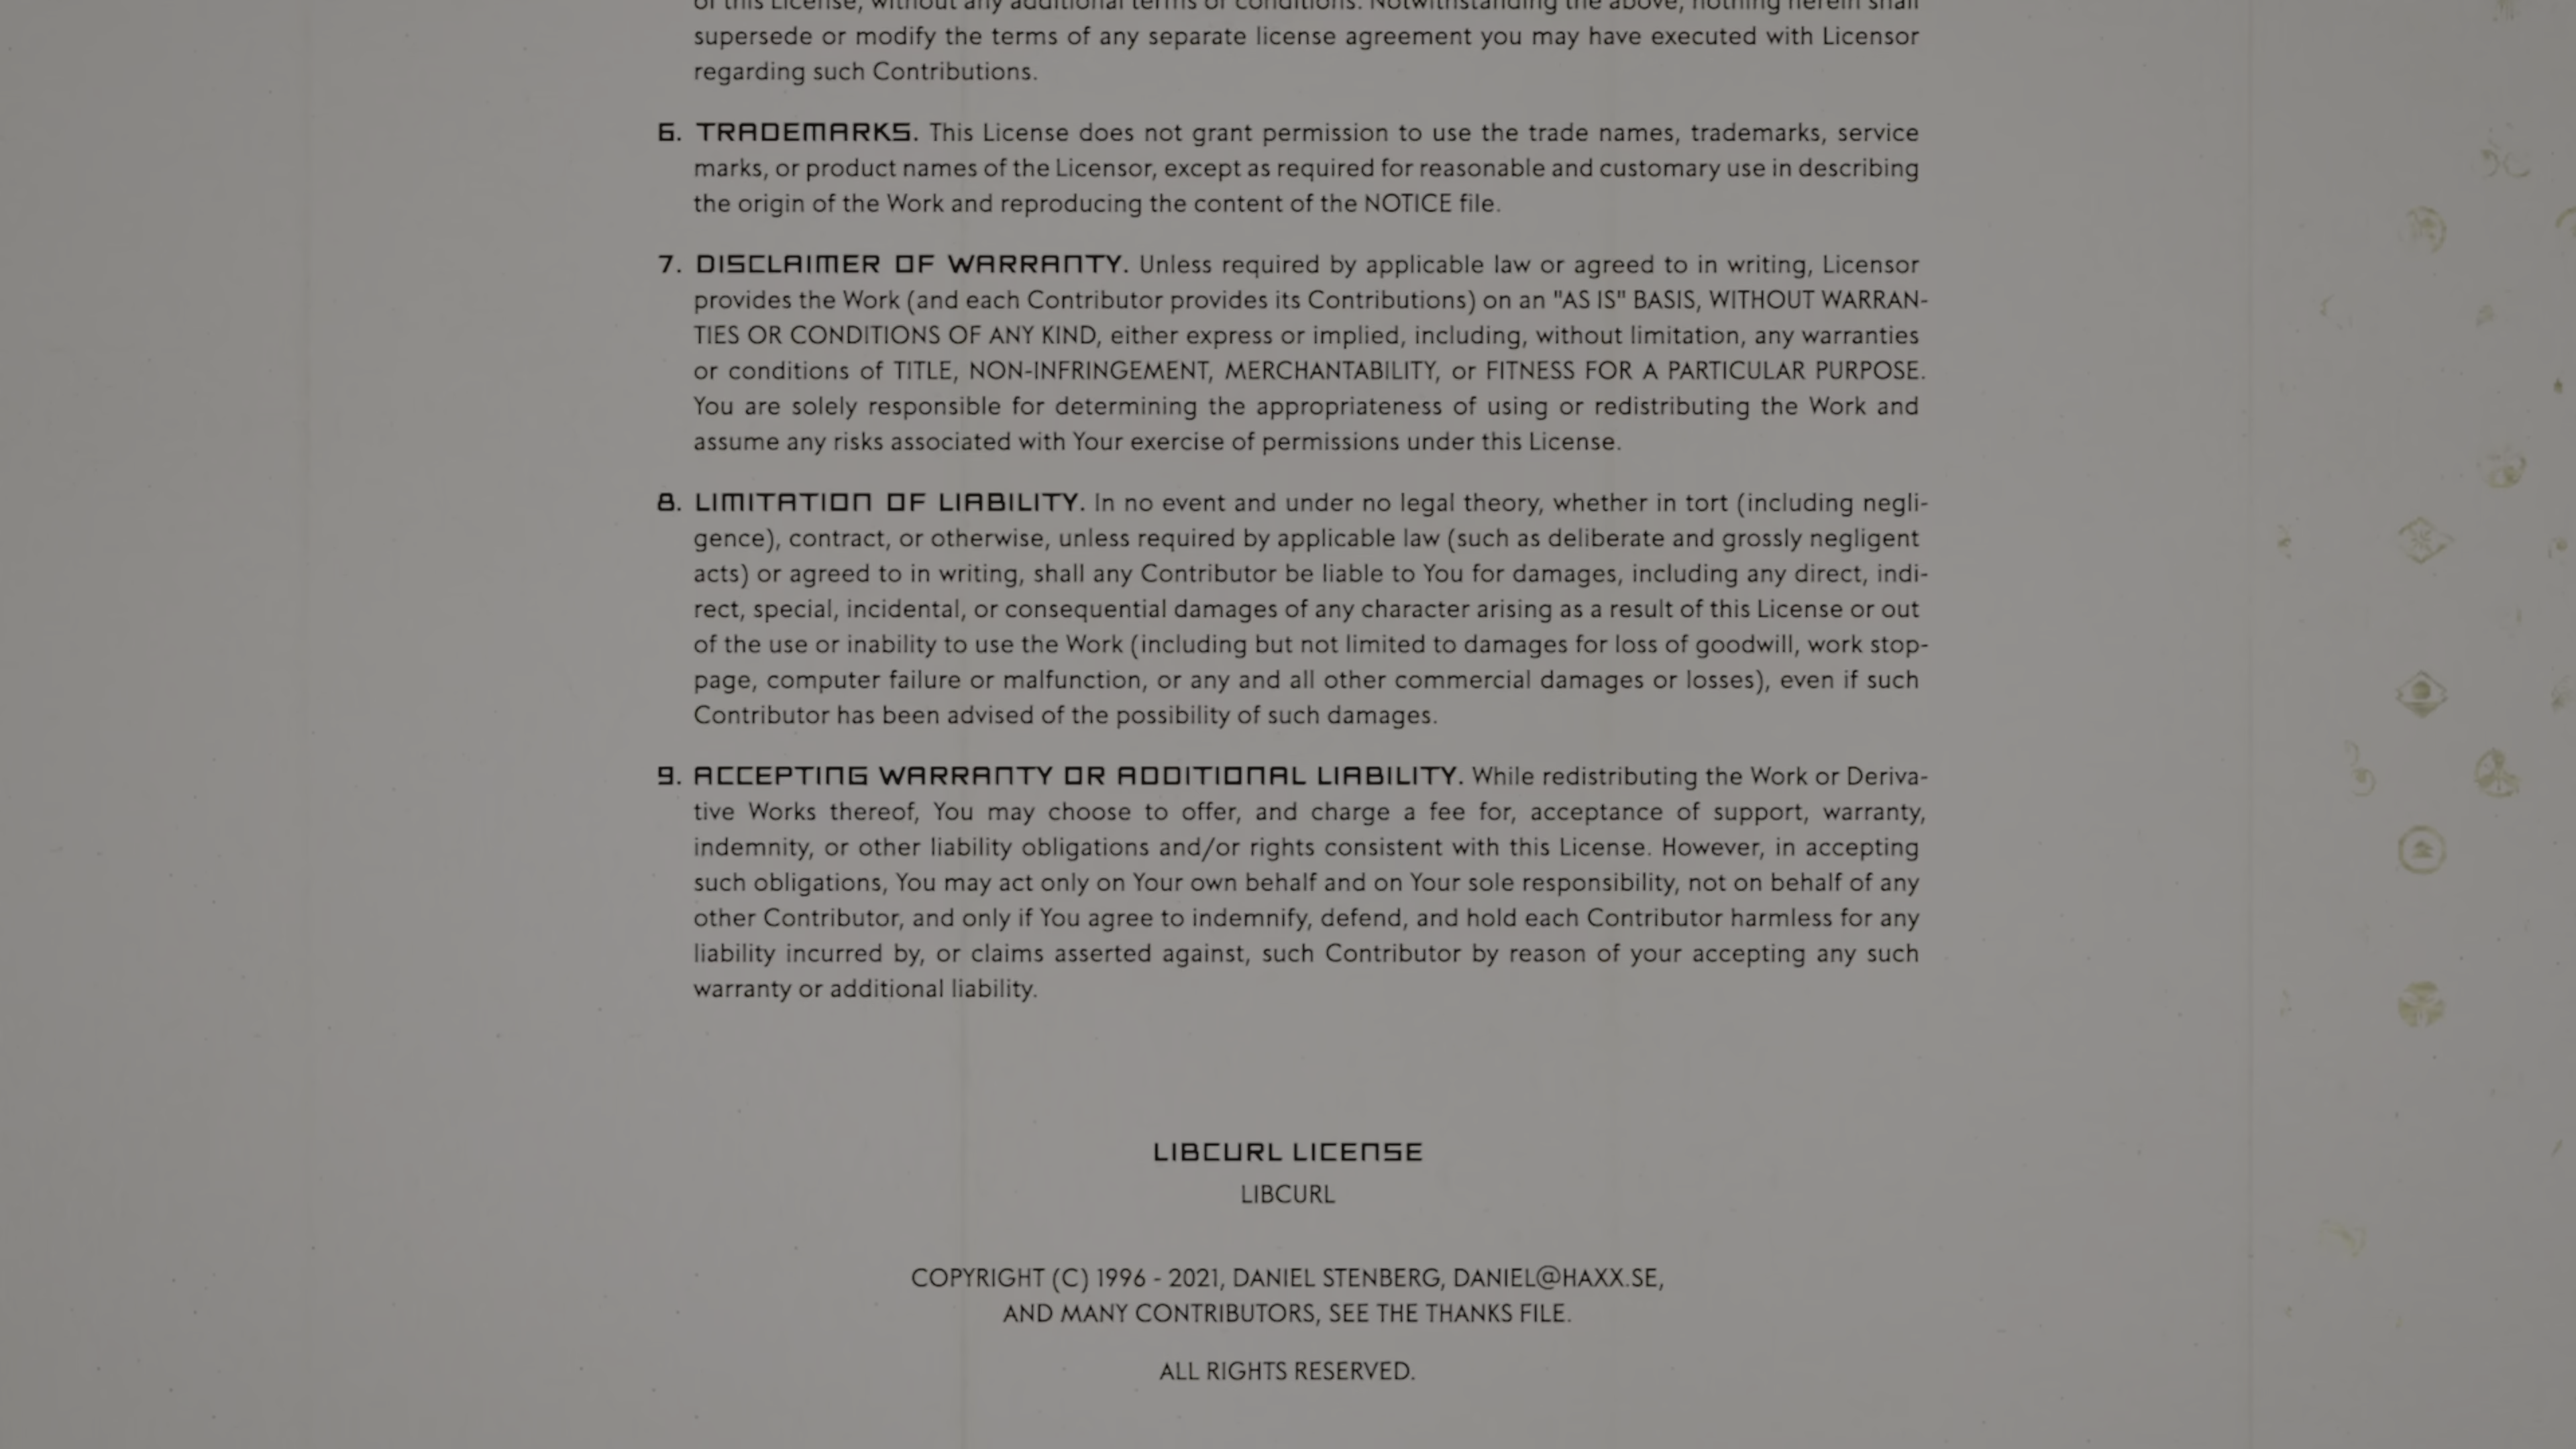 of this License, without any additional terms or conditions. Notwithstanding the above, nothing herein shall
supersede or modify the terms of any separate license agreement you may have executed with Licensor
regarding such Contributions.
6. TRADEMARKS. This License does not grant permission to use the trade names, trademarks, service
marks, or product names of the Licensor, except as required for reasonable and customary use in describing
the origin of the Work and reproducing the content of the NOTICE file.
7. DISCLAIMER OF WARRANTY. Unless required by applicable law or agreed to in writing, Licensor
provides the Work (and each Contributor provides its Contributions) on an "AS IS" BASIS, WITHOUT WARRAN-
TIES OR CONDITIONS OF ANY KIND, either express or implied, including, without limitation, any warranties
or conditions of TITLE, NON-INFRINGEMENT, MERCHANTABILITY, or FITNESS FOR A PARTICULAR PURPOSE.
You are solely responsible for determining the appropriateness of using or redistributing the Work and
assume any risks associated with Your exercise of permissions under this License.
8. LIMITATION OF LIABILITY. In no event and under no legal theory, whether in tort (including negli-
gence), contract, or otherwise, unless required by applicable law (such as deliberate and grossly negligent
acts) or agreed to in writing, shall any Contributor be liable to You for damages, including any direct, indi-
rect, special, incidental, or consequential damages of any character arising as a result of this License or out
of the use or inability to use the Work (including but not limited to damages for loss of goodwill, work stop-
page, computer failure or malfunction, or any and all other commercial damages or losses), even if such
Contributor has been advised of the possibility of such damages.
9. ACCEPTING WARRANTY OR ADDITIONAL LIABILITY. While redistributing the Work or Deriva-
tive Works thereof, You may choose to offer, and charge a fee for, acceptance of support, warranty,
indemnity, or other liability obligations and/or rights consistent with this License. However, in accepting
such obligations, You may act only on Your own behalf and on Your sole responsibility, not on behalf of any
other Contributor, and only if You agree to indemnify, defend, and hold each Contributor harmless for any
liability incurred by, or claims asserted against, such Contributor by reason of your accepting any such
warranty or additional liability.
LIBCURL LICENSE
LIBCURL
COPYRIGHT (C) 1996 - 2021, DANIEL STENBERG, DANIEL@HAXX.SE,
AND MANY CONTRIBUTORS, SEE THE THANKS FILE.
ALL RIGHTS RESERVED.